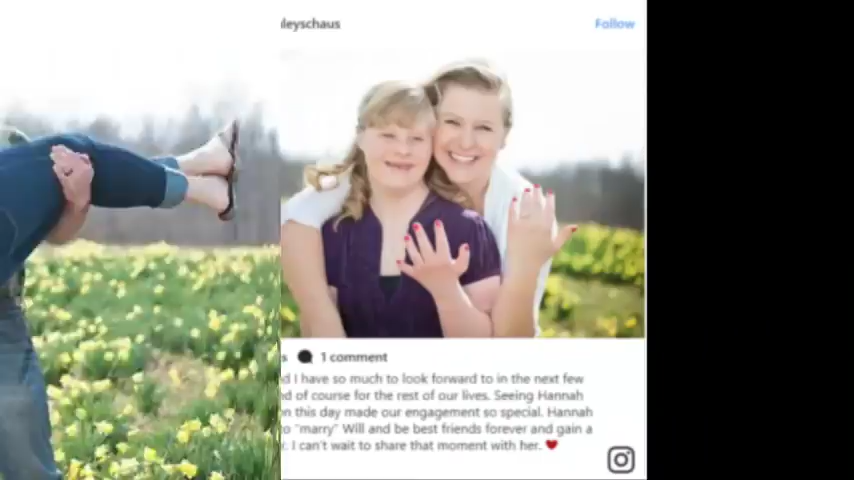 leyschaus
Follow
s 1 comment
d I have so much to look forward to in the next few
nd of course for the rest of our lives. Seeing Hannah
on this day made our engagement so special. Hannah
to "marry" Will and be best friends forever and gain a
r. I can't wait to share that moment with her.